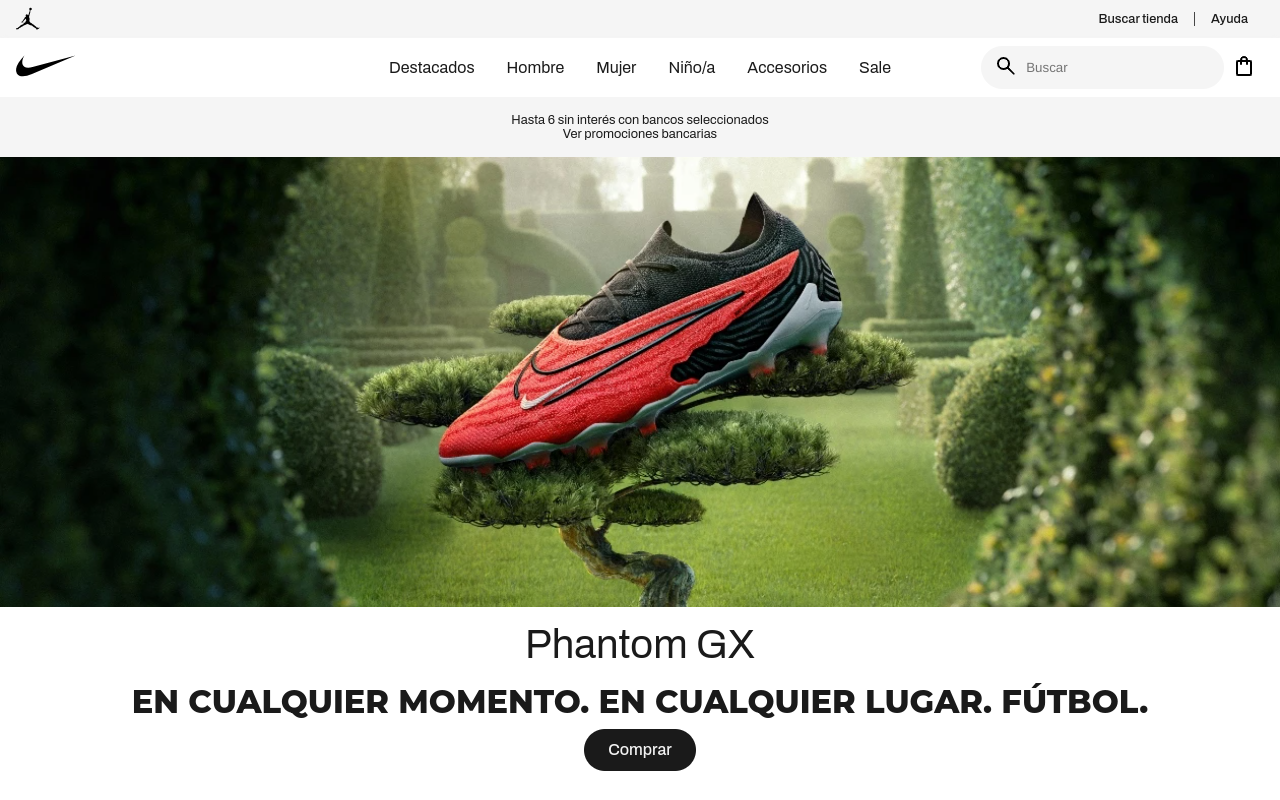 Buscar tienda
Ayuda
Destacados
Hombre
Mujer
Niño/a
Accesorios
Sale
Buscar
Hasta 6 sin interés con bancos seleccionados
Ver promociones bancarias
Phantom GX
EN CUALQUIER MOMENTO. EN CUALQUIER LUGAR. FÚTBOL.
Comprar